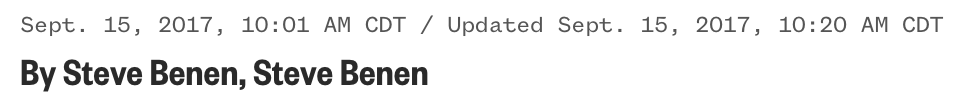 Sept. 15, 2017, 10:01 AM CDT / Updated Sept. 15, 2017, 10:20 AM CDT
By Steve Benen, Steve Benen